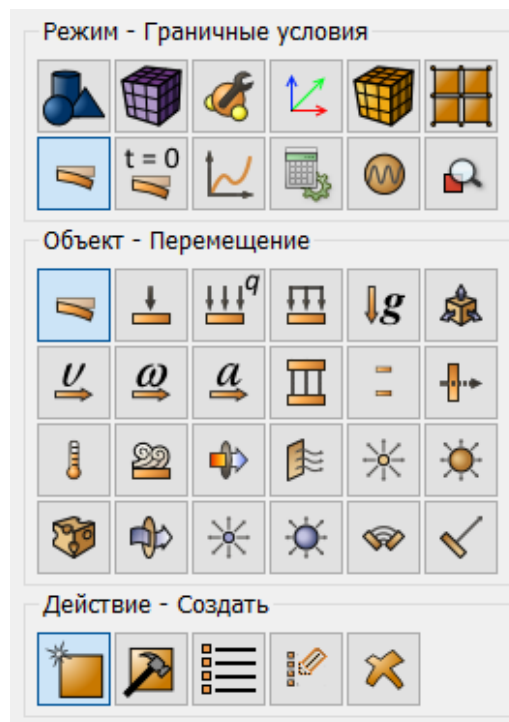 Режим - Граничные условия
t = 0
Объект - Перемещение
q
g
υ ω a
Действие - Создать